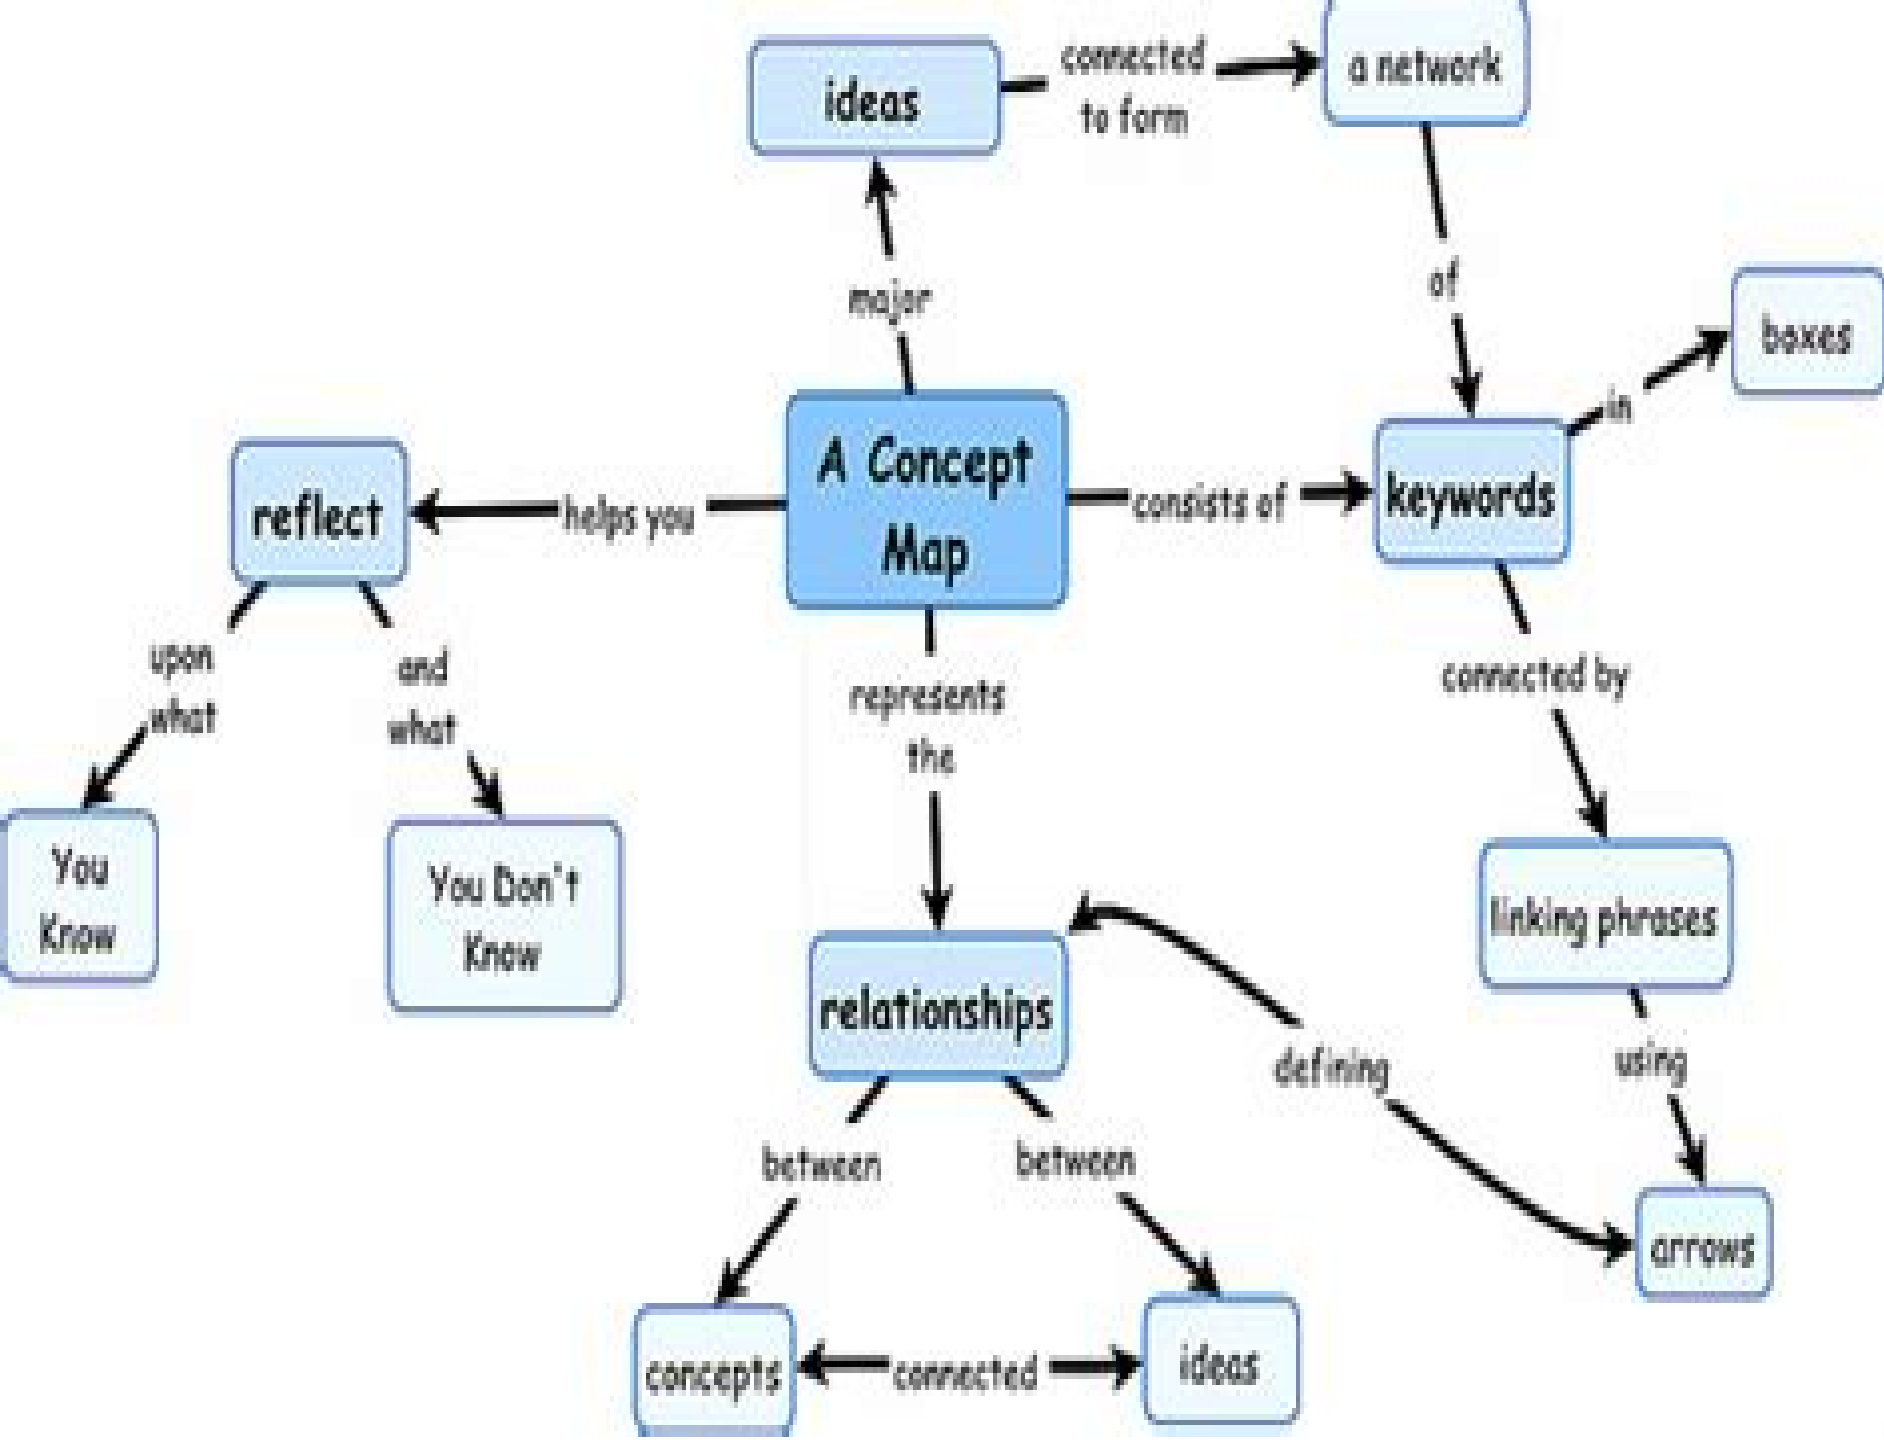 ideas
connected
to form
a network
major
of
boxes
in
A Concept
Map
consists of
keywords
helps you
reflect
upon
what
and
what
represents
the
connected by
You
Know
You Don't
Know
linking phrases
relationships
defining
using
between
between
arrows
concepts
connected
ideas